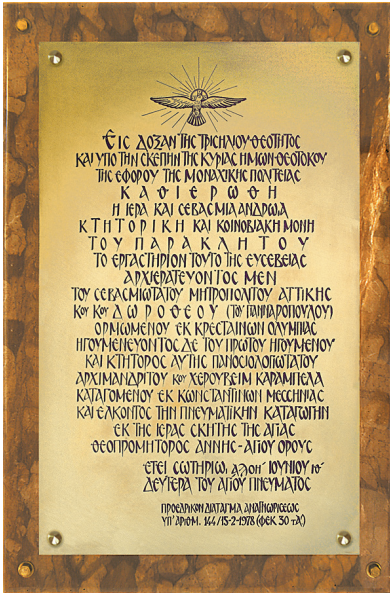 Εἰς ΔΟΞΑΝ ΤΗΣ ΤΡΙΣΗΛΙΟΥ ΘΕΟΤΗΤΟΣ
ΚΑΙ ΥΠΟ ΤΗΝ ΣΚΕΠΗΝ ΤΗΣ ΚΥΡΙΑΣ ΗΜΩΝ ΘΕΟΤΟΚΟΥ
ΤΗΣ ΕΦΟΡΟΥ ΤΗΣ ΜΟΝΑΧΙΚΗΣ ΠΟΛΙΤΕΙΑΣ
ΚΑΘΙΕΡΩΘΗ
Η ΙΕΡΑ ΚΑΙ ΣΕΒΑΣΜΙΑ ΑΝΔΡΩΑ
ΚΤΗΤΟΡΙΚΗ ΚΑΙ ΚΟΙΝΟΒΙΑΚΗ ΜΟΝΗ
ΤΟΥ ΠΑΡΑΚΛΗΤΟΥ
ΤΟ ΕΡΓΑΣΤΗΡΙΟΝ ΤΟΥΤΟ ΤΗΣ ΕΥΣΕΒΕΙΑΣ
ΑΡΧΙΕΡΑΤΕΥΟΝΤΟΣ ΜΕΝ
ΤΟΥ ΣΕΒΑΣΜΙΩΤΑΤΟΥ ΜΗΤΡΟΠΟΛΙΤΟΥ ΑΤΤΙΚΗΣ
ΚΟΥ ΚΟΥ ΔΩΡΟΘΕΟΥ (ΤΟΥ ΓΙΑΝΝΑΡΟΠΟΥΛΟΥ)
ΟΡΜΩΜΕΝΟΥ ΕΚ ΚΡΕΣΤΑΙΝΩΝ ΟΛΥΜΠΙΑΣ
ΗΓΟΥΜΕΝΕΥΟΝΤΟΣ ΔΕ ΤΟΥ ΠΡΩΤΟΥ ΗΓΟΥΜΕΝΟΥ
ΚΑΙ ΚΤΗΤΟΡΟΣ ΑΥΤΗΣ ΠΑΝΟΣΙΟΛΟΓΙΩΤΑΤΟΥ
ΑΡΧΙΜΑΝΔΡΙΤΟΥ ΚΟΥ ΧΕΡΟΥΒΕΙΜ ΚΑΡΑΜΠΕΛΑ
ΚΑΤΑΓΟΜΕΝΟΥ ΕΚ ΚΩΝΣΤΑΝΤΙΝΩΝ ΜΕΣΣΗΝΙΑΣ
ΚΑΙ ΕΛΚΟΝΤΟΣ ΤΗΝ ΠΝΕΥΜΑΤΙΚΗΝ ΚΑΤΑΓΩΓΗΝ
ΕΚ ΤΗΣ ΙΕΡΑΣ ΣΚΗΤΗΣ ΤΗΣ ΑΓΙΑΣ
ΘΕΟΠΡΟΜΗΤΟΡΟΣ ΑΝΝΗΣ - ΑΓΙΟΥ ΟΡΟΥΣ
ΕΤΕΙ ΣΩΤΗΡΙΩ, ΙΟΥΝΙΟΥ
ΔΕΥΤΕΡΑ ΤΟΥ ΑΓΙΟΥ ΠΝΕΥΜΑΤΟΣ
ΠΡΟΕΔΡΙΚΟΝ ΔΙΑΤΑΓΜΑ ΑΝΑΓΝΩΡΙΣΕΩΣ
ΥΠ' ΑΡΙΘΜ. 144/15-2-1978 (ΦΕΚ 30 τ.Α')